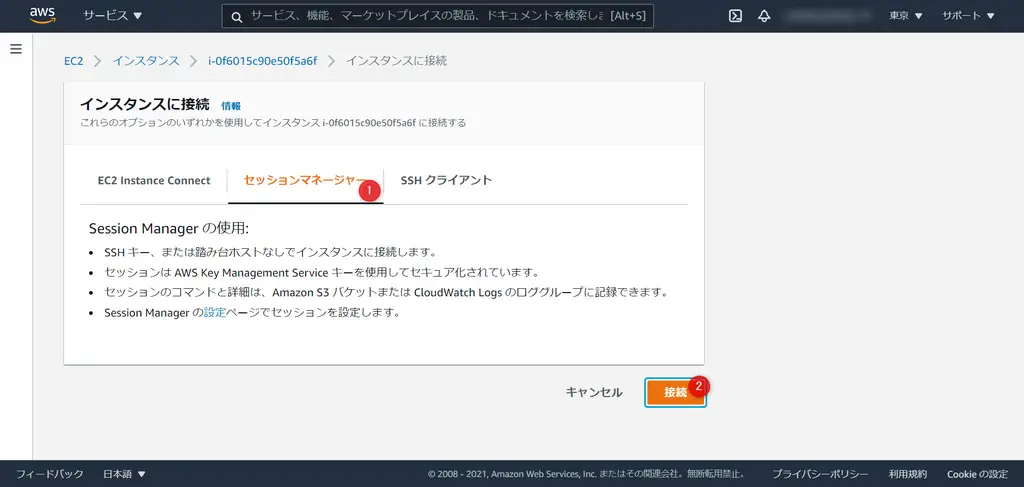 aws サービス サービス、機能、マーケットプレイスの製品、ドキュメントを検索しま [Alt+S] 東京 サポート
EC2 インスタンス i-0f6015c90e50f5a6f インスタンスに接続
インスタンスに接続 情報
これらのオプションのいずれかを使用してインスタンス i-0f6015c90e50f5a6f に接続する
EC2 Instance Connect セッションマネージャー 1 SSH クライアント
Session Manager の使用:
• SSH キー、または踏み台ホストなしでインスタンスに接続します。
• セッションは AWS Key Management Service キーを使用してセキュア化されています。
• セッションのコマンドと詳細は、Amazon S3 バケットまたは CloudWatch Logs のロググループに記録できます。
• Session Manager の設定ページでセッションを設定します。
キャンセル 接続 2
フィードバック 日本語 © 2008 - 2021, Amazon Web Services, Inc. またはその関連会社。無断転用禁止。 プライバシーポリシー 利用規約 Cookie の設定